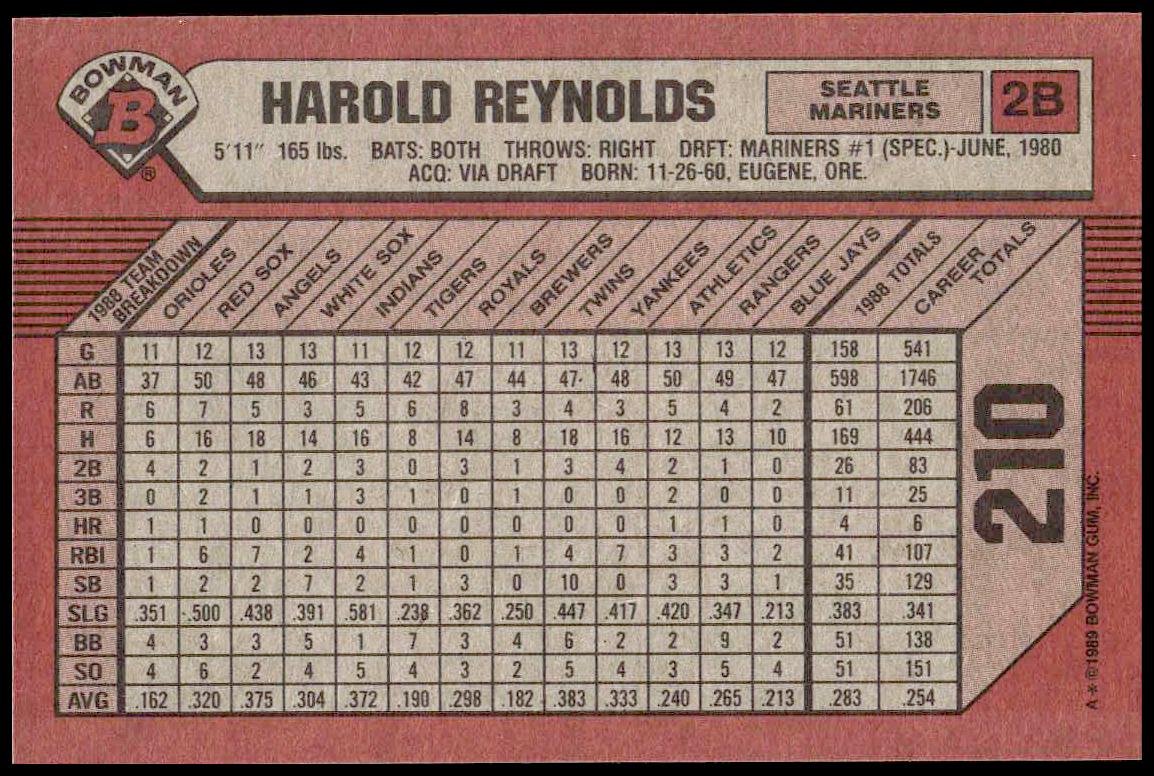 BOWMAN
B
®
HAROLD REYNOLDS
SEATTLE
MARINERS
2B
5'11" 165 lbs. BATS: BOTH THROWS: RIGHT DRFT: MARINERS #1 (SPEC.)-JUNE, 1980
ACQ: VIA DRAFT BORN: 11-26-60, EUGENE, ORE.
1988 TEAM BREAKDOWN ORIOLES RED SOX ANGELS WHITE SOX INDIANS TIGERS ROYALS BREWERS TWINS YANKEES ATHLETICS RANGERS BLUE JAYS 1988 TOTALS CAREER TOTALS
G 11 12 13 13 11 12 12 11 13 12 13 13 12 158 541
AB 37 50 48 46 43 42 47 44 47 48 50 49 47 598 1746
R 6 7 5 3 5 6 8 3 4 3 5 4 2 61 206
H 6 16 18 14 16 8 14 8 18 16 12 13 10 169 444
2B 4 2 1 2 3 0 3 1 3 4 2 1 0 26 83
3B 0 2 1 1 3 1 0 1 0 0 2 0 0 11 25
HR 1 1 0 0 0 0 0 0 0 0 1 1 0 4 6
RBI 1 6 7 2 4 1 0 1 4 7 3 3 2 41 107
SB 1 2 2 7 2 1 3 0 10 0 3 3 1 35 129
SLG .351 .500 .438 .391 .581 .238 .362 .250 .447 .417 .420 .347 .213 .383 .341
BB 4 3 3 5 1 7 3 4 6 2 2 9 2 51 138
SO 4 6 2 4 5 4 3 2 5 4 3 5 4 51 151
AVG .162 .320 .375 .304 .372 .190 .298 .182 .383 .333 .240 .265 .213 .283 .254
210
A * ©1989 BOWMAN GUM, INC.